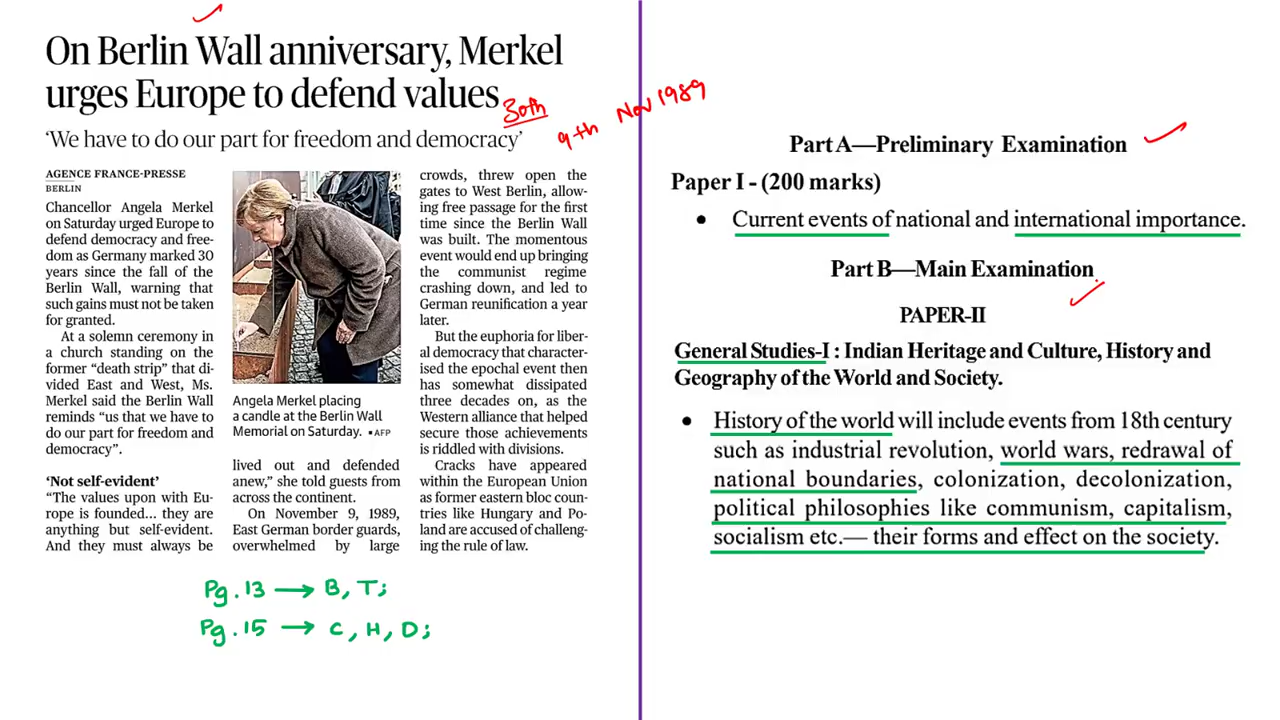 On Berlin Wall anniversary, Merkel
urges Europe to defend values
30th
9th Nov 1989
‘We have to do our part for freedom and democracy’
AGENCE FRANCE-PRESSE
BERLIN
Chancellor Angela Merkel
on Saturday urged Europe to
defend democracy and free-
dom as Germany marked 30
years since the fall of the
Berlin Wall, warning that
such gains must not be taken
for granted.
At a solemn ceremony in
a church standing on the
former “death strip” that di-
vided East and West, Ms.
Merkel said the Berlin Wall
reminds “us that we have to
do our part for freedom and
democracy”.
‘Not self-evident’
“The values upon with Eu-
rope is founded... they are
anything but self-evident.
And they must always be
Angela Merkel placing
a candle at the Berlin Wall
Memorial on Saturday. ▪AFP
lived out and defended
anew,” she told guests from
across the continent.
On November 9, 1989,
East German border guards,
overwhelmed by large
crowds, threw open the
gates to West Berlin, allow-
ing free passage for the first
time since the Berlin Wall
was built. The momentous
event would end up bringing
the communist regime
crashing down, and led to
German reunification a year
later.
But the euphoria for liber-
al democracy that character-
ised the epochal event then
has somewhat dissipated
three decades on, as the
Western alliance that helped
secure those achievements
is riddled with divisions.
Cracks have appeared
within the European Union
as former eastern bloc coun-
tries like Hungary and Po-
land are accused of challeng-
ing the rule of law.
Pg.13 → B, T;
Pg.15 → C, H, D;
Part A—Preliminary Examination
Paper I - (200 marks)
• Current events of national and international importance.
Part B—Main Examination
PAPER-II
General Studies-I : Indian Heritage and Culture, History and
Geography of the World and Society.
• History of the world will include events from 18th century
such as industrial revolution, world wars, redrawal of
national boundaries, colonization, decolonization,
political philosophies like communism, capitalism,
socialism etc.— their forms and effect on the society.